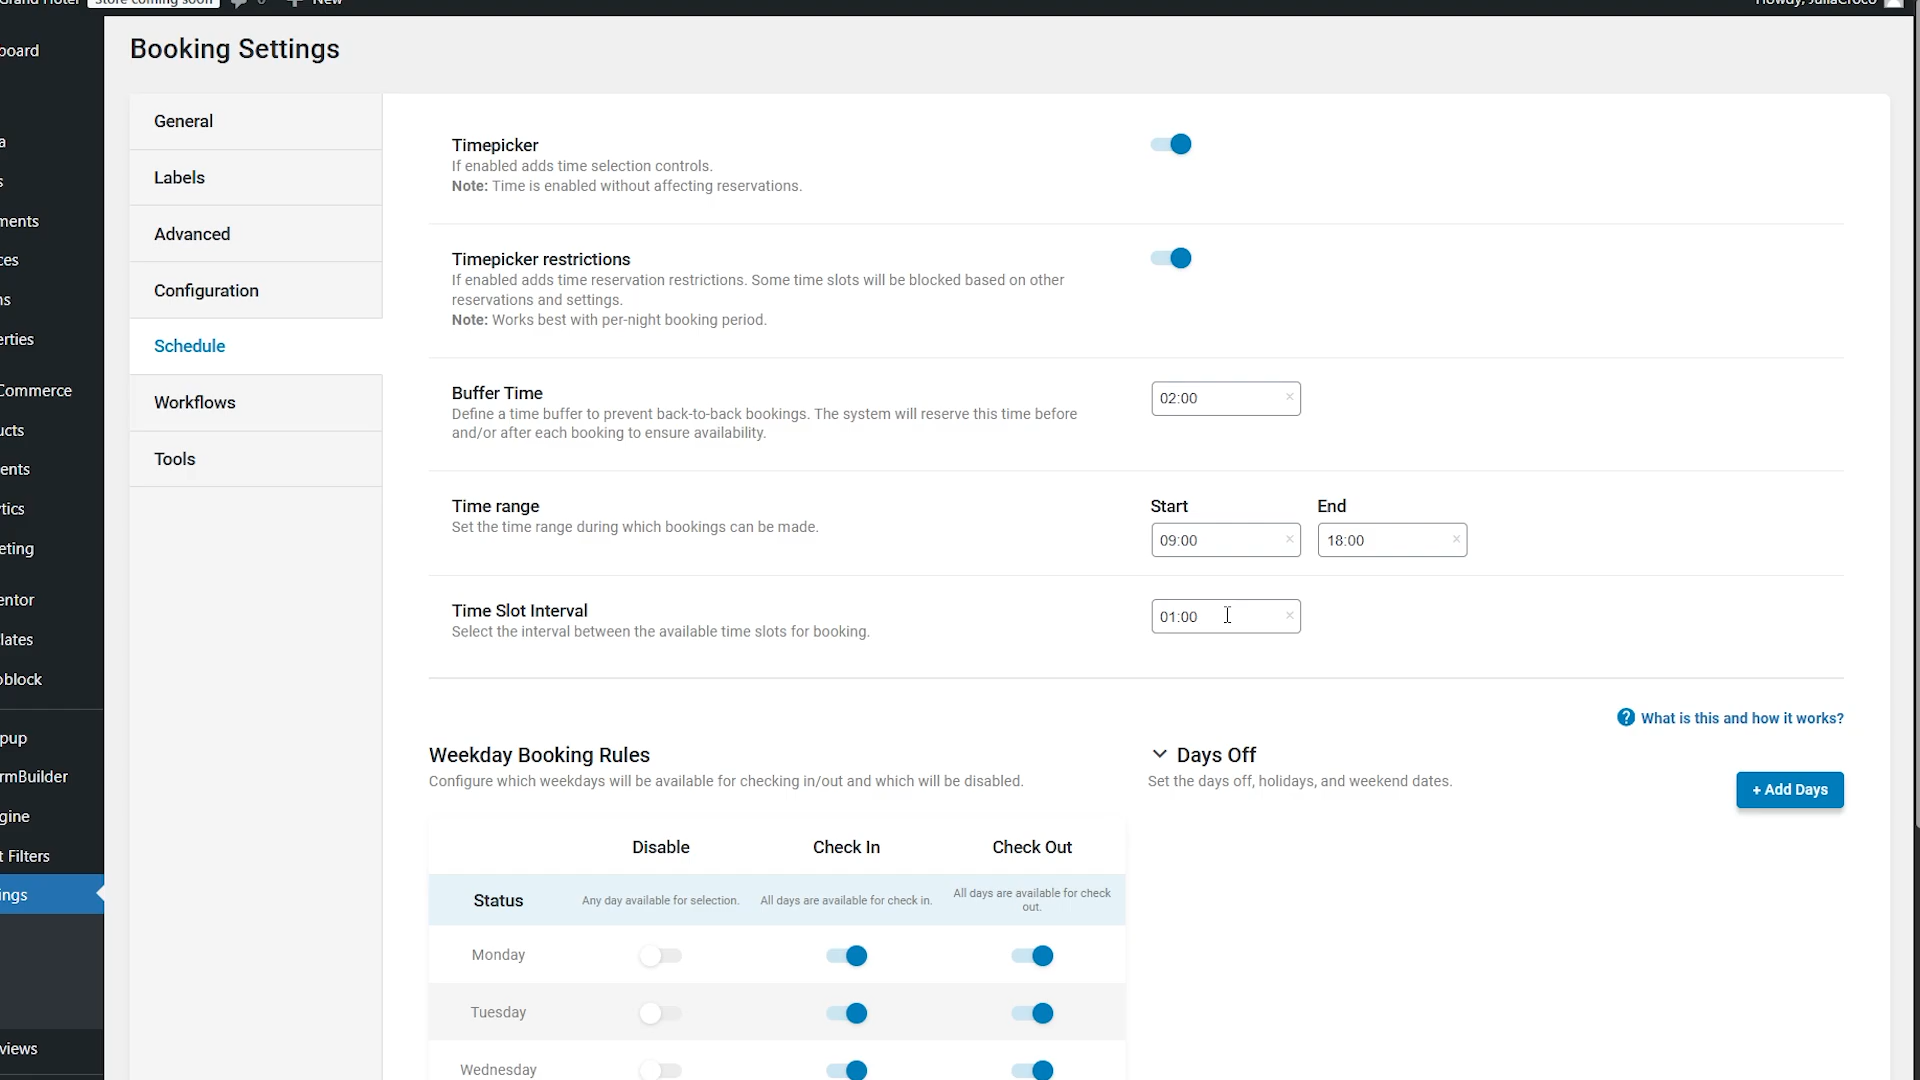 Store coming soon
0
New
Howdy, JuliaCroco
Booking Settings
General
Labels
Advanced
Configuration
Schedule
Workflows
Tools
Timepicker
If enabled adds time selection controls.
Note: Time is enabled without affecting reservations.
Timepicker restrictions
If enabled adds time reservation restrictions. Some time slots will be blocked based on other
reservations and settings.
Note: Works best with per-night booking period.
Buffer Time
Define a time buffer to prevent back-to-back bookings. The system will reserve this time before
and/or after each booking to ensure availability.
02:00
Time range
Set the time range during which bookings can be made.
Start
End
09:00
18:00
Time Slot Interval
Select the interval between the available time slots for booking.
01:00
What is this and how it works?
Weekday Booking Rules
Configure which weekdays will be available for checking in/out and which will be disabled.
Days Off
Set the days off, holidays, and weekend dates.
+ Add Days
Disable Check In Check Out
Status
Any day available for selection.
All days are available for check in.
All days are available for check
out.
Monday
Tuesday
Wednesday
board
a
s
ments
ces
ns
erties
Commerce
ucts
ents
tics
eting
entor
lates
oblock
pup
rmBuilder
gine
t Filters
ings
views